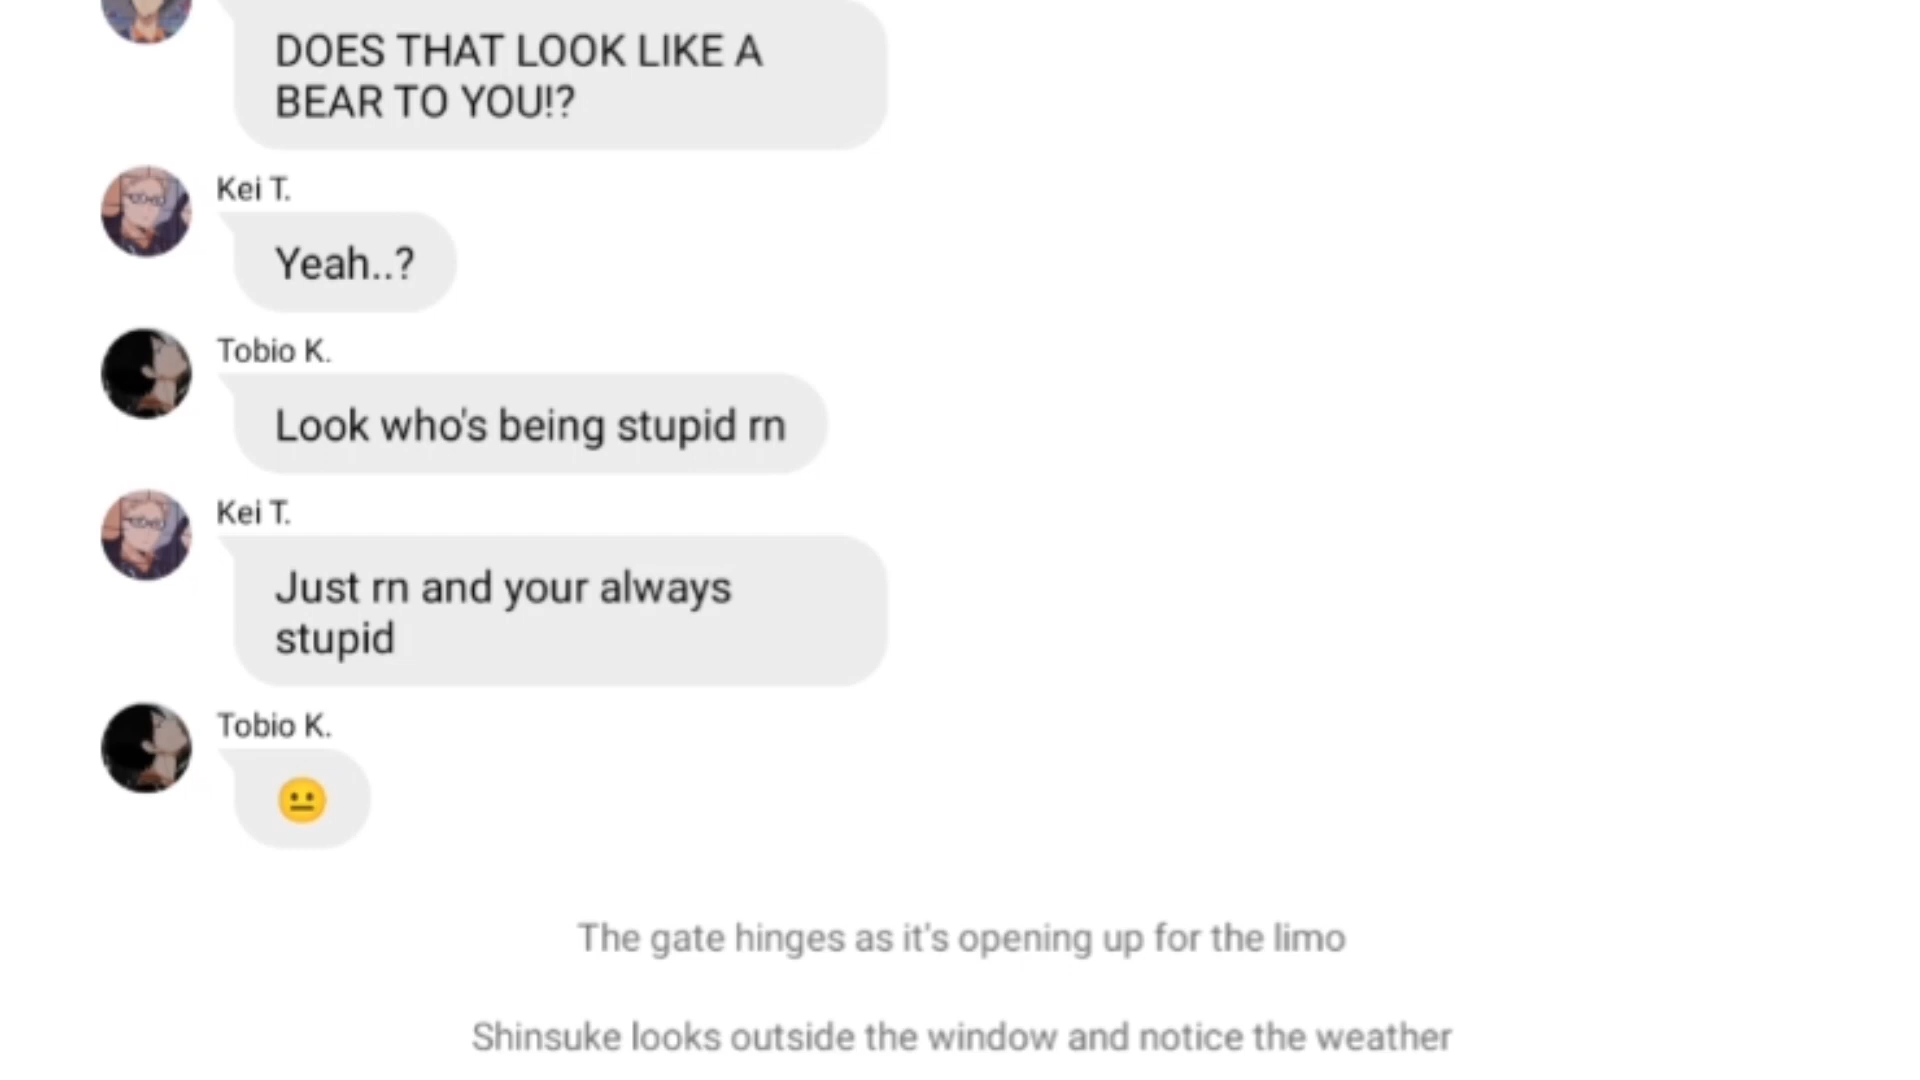 DOES THAT LOOK LIKE A
BEAR TO YOU!?
Kei T.
Yeah..?
Tobio K.
Look who's being stupid rn
Kei T.
Just rn and your always
stupid
Tobio K.
😐
The gate hinges as it's opening up for the limo
Shinsuke looks outside the window and notice the weather